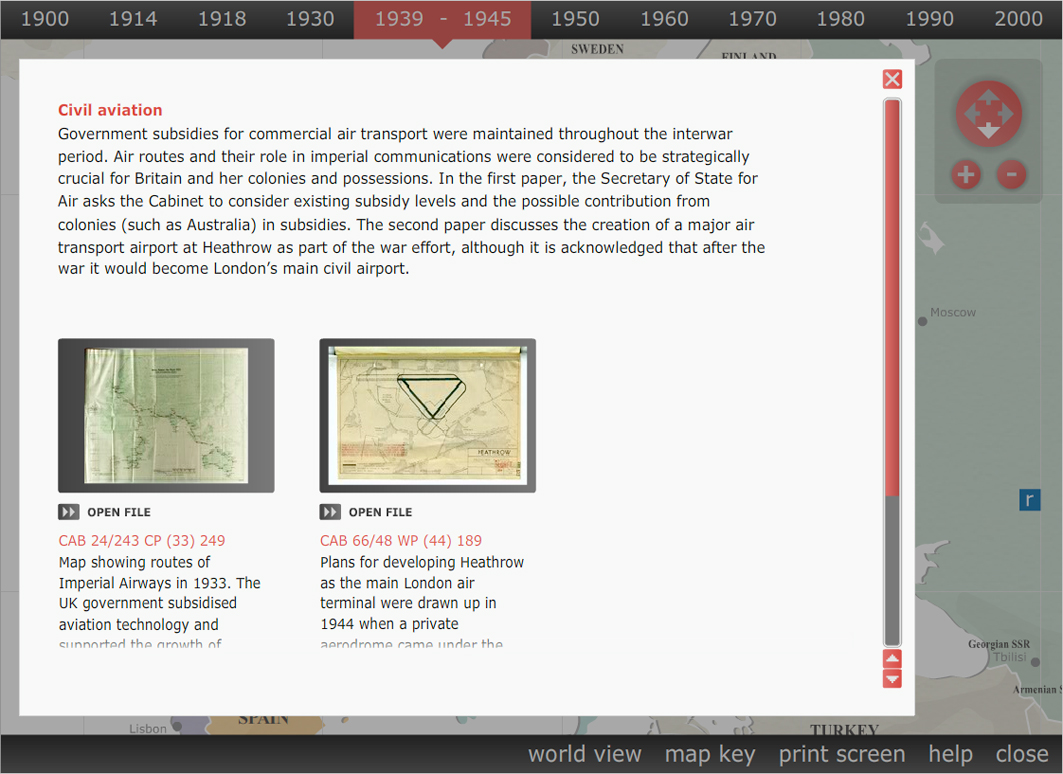 1900 1914 1918 1930 1939 - 1945 1950 1960 1970 1980 1990 2000
SWEDEN
FINLAND
Civil aviation
Government subsidies for commercial air transport were maintained throughout the interwar
period. Air routes and their role in imperial communications were considered to be strategically
crucial for Britain and her colonies and possessions. In the first paper, the Secretary of State for
Air asks the Cabinet to consider existing subsidy levels and the possible contribution from
colonies (such as Australia) in subsidies. The second paper discusses the creation of a major air
transport airport at Heathrow as part of the war effort, although it is acknowledged that after the
war it would become London’s main civil airport.
Moscow
HEATHROW
r
OPEN FILE OPEN FILE
CAB 24/243 CP (33) 249
Map showing routes of
Imperial Airways in 1933. The
UK government subsidised
aviation technology and
supported the growth of
CAB 66/48 WP (44) 189
Plans for developing Heathrow
as the main London air
terminal were drawn up in
1944 when a private
aerodrome came under the
Georgian SSR
Tbilisi
Armenian S
Lisbon
SPAIN
TURKEY
world view map key print screen help close